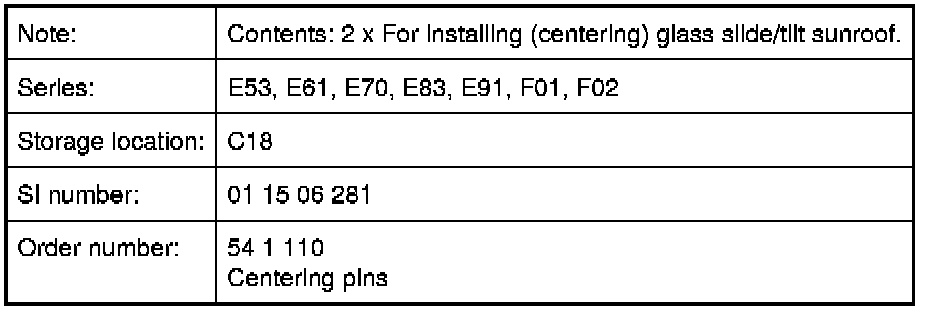 Note: Contents: 2 x For installing (centering) glass slide/tilt sunroof.
Series: E53, E61, E70, E83, E91, F01, F02
Storage location: C18
SI number: 01 15 06 281
Order number: 54 1 110
Centering pins